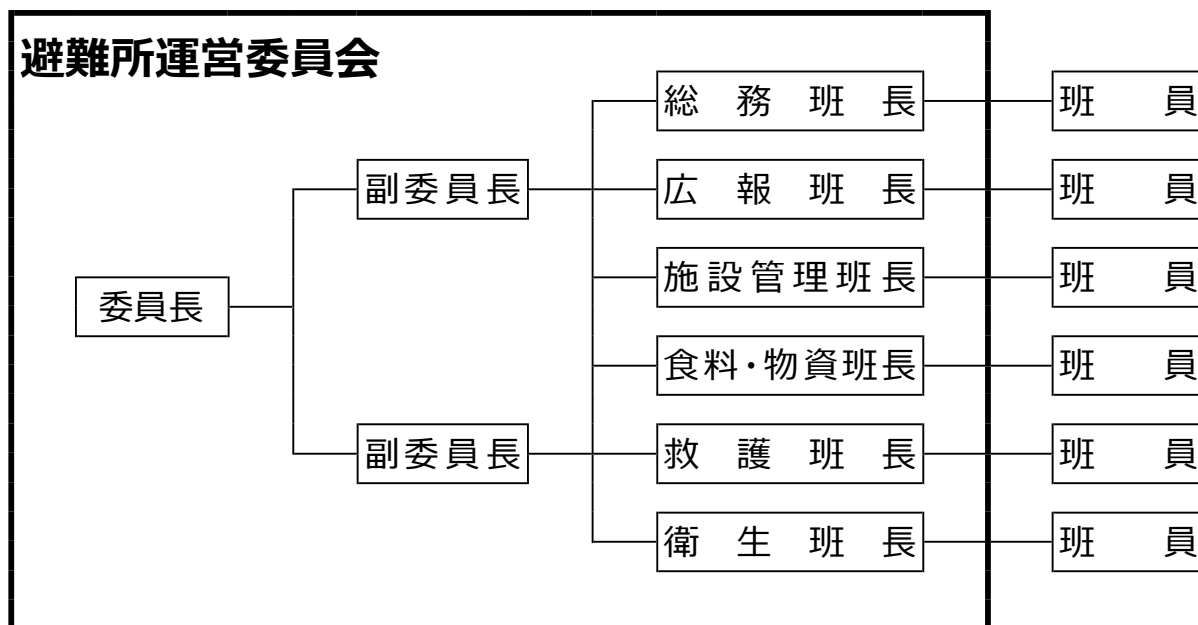 避難所運営委員会
総務班長 班員
副委員長 広報班長 班員
施設管理班長 班員
委員長
食料・物資班長 班員
副委員長 救護班長 班員
衛生班長 班員